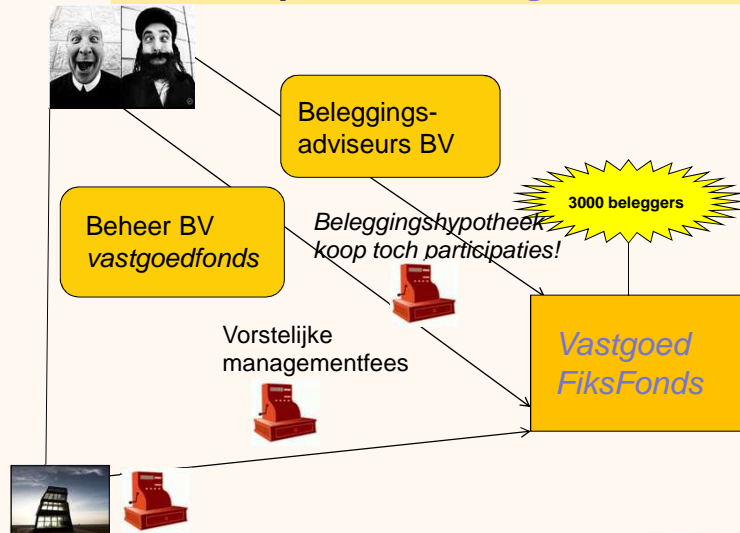 Beleggings-
adviseurs BV
3000 beleggers
Beheer BV
vastgoedfonds
Beleggingshypotheek
koop toch participaties!
Vorstelijke
managementfees
Vastgoed
FiksFonds